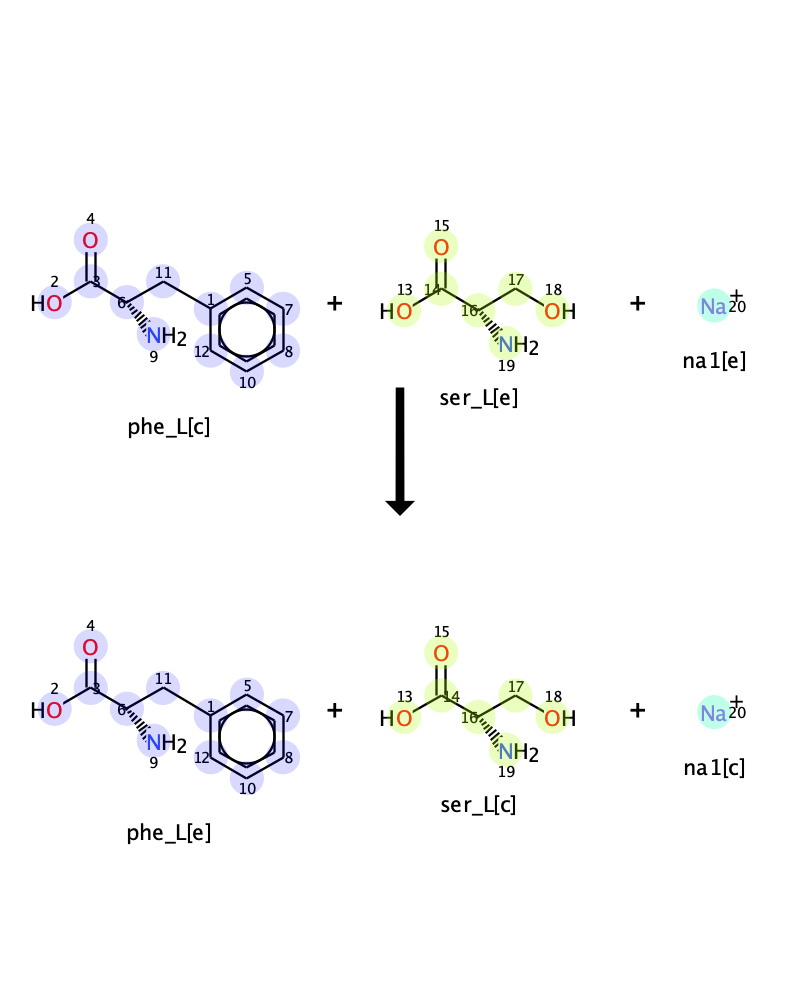 4 15
O O
2 3 11 5 13 14 17 18
HO 6 1 7 + HO 16 OH + Na+ 20
NH2 12 8 NH2 na1[e]
9 10 19
phe_L[c] ser_L[e]
4 15
O O
2 3 11 5 13 14 17 18
HO 6 1 7 + HO 16 OH + Na+ 20
NH2 12 8 NH2 na1[c]
9 10 19
phe_L[e] ser_L[c]